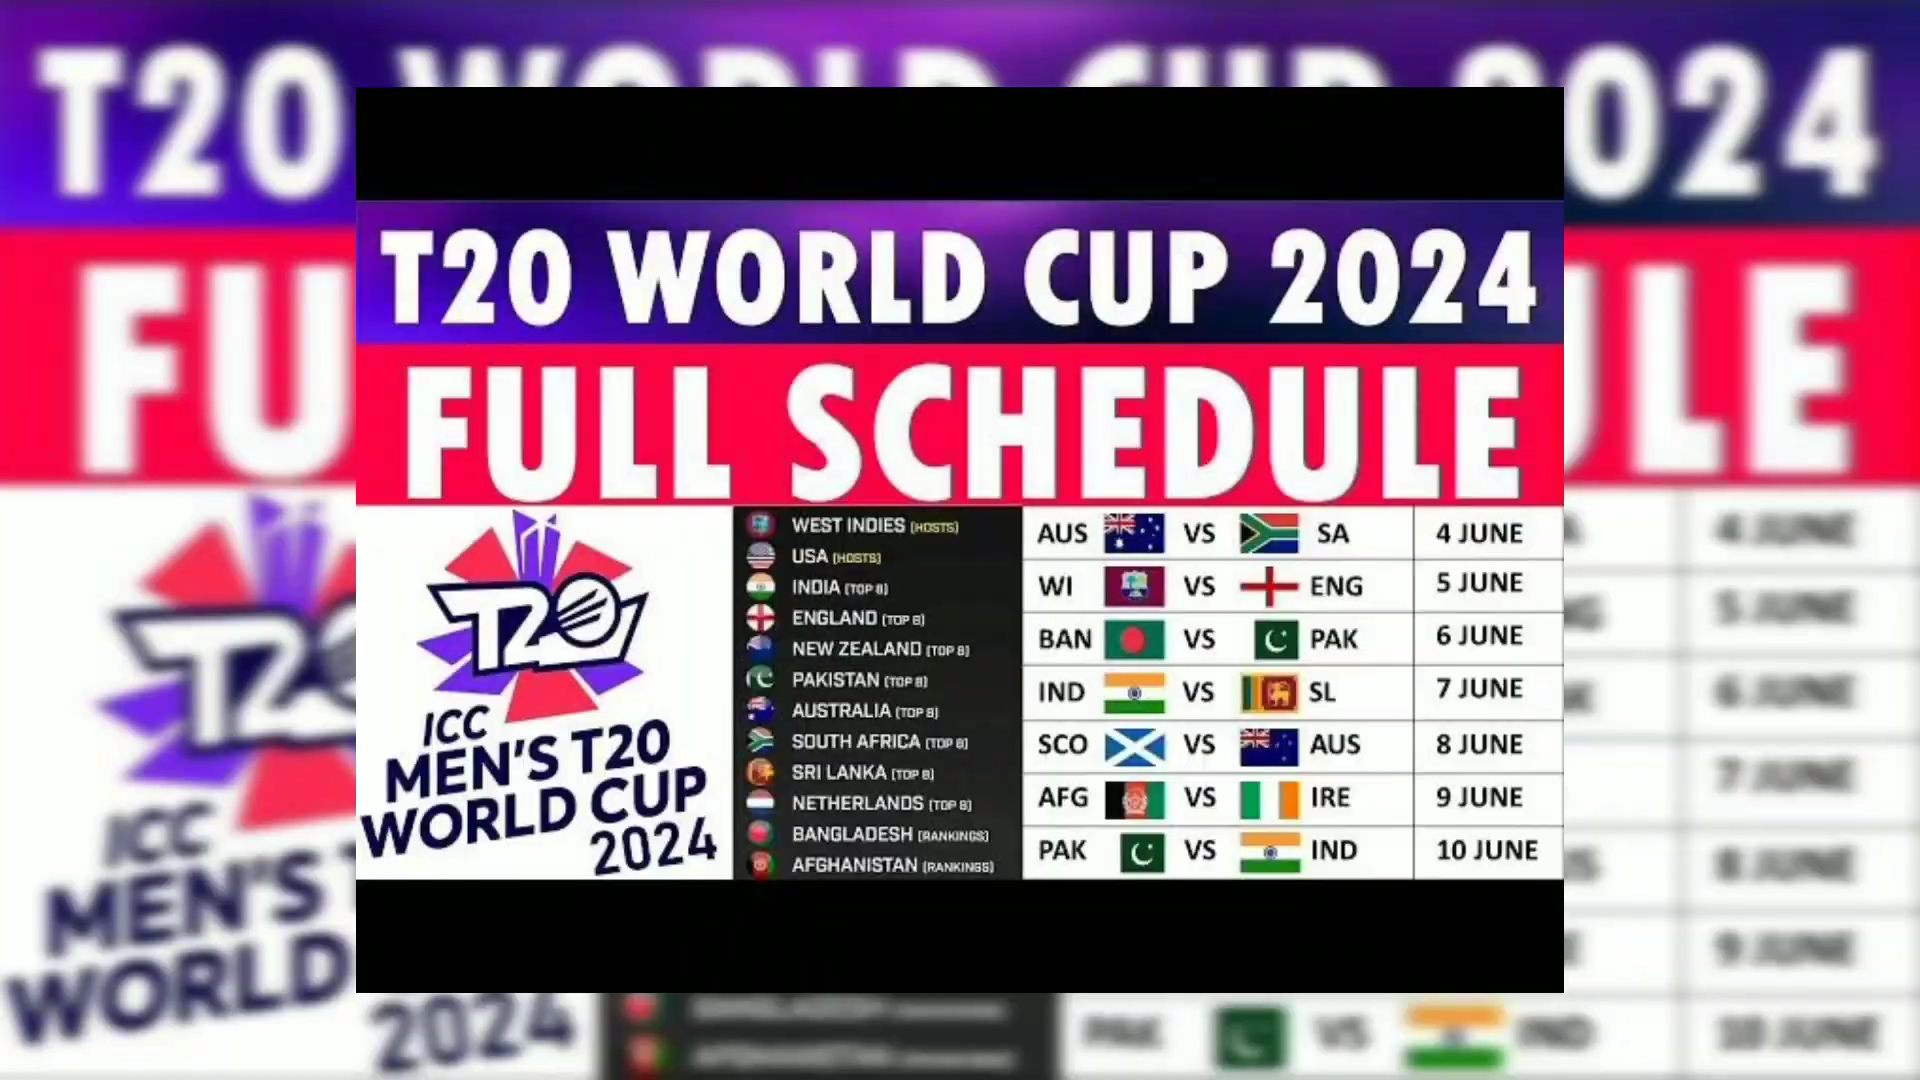 T20 WORLD CUP 2024
FULL SCHEDULE
T20
ICC
MEN'S T20
WORLD CUP
2024
WEST INDIES (HOSTS)
USA (HOSTS)
INDIA (TOP 8)
ENGLAND (TOP 8)
NEW ZEALAND (TOP 8)
PAKISTAN (TOP 8)
AUSTRALIA (TOP 8)
SOUTH AFRICA (TOP 8)
SRI LANKA (TOP 8)
NETHERLANDS (TOP 8)
BANGLADESH (RANKINGS)
AFGHANISTAN (RANKINGS)
AUS VS SA 4 JUNE
WI VS ENG 5 JUNE
BAN VS PAK 6 JUNE
IND VS SL 7 JUNE
SCO VS AUS 8 JUNE
AFG VS IRE 9 JUNE
PAK VS IND 10 JUNE